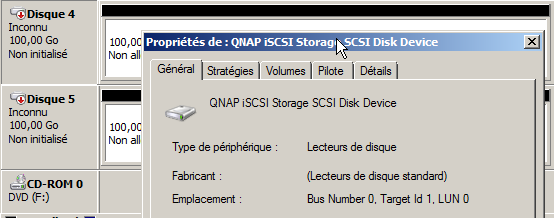 Disque 4
Inconnu
100,00 Go
Non initialisé
100,00
Non all
Disque 5
Inconnu
100,00 Go
Non initialisé
100,00
Non all
CD-ROM 0
DVD (F:)
Propriétés de : QNAP iSCSI Storage SCSI Disk Device
Général
Stratégies
Volumes
Pilote
Détails
QNAP iSCSI Storage SCSI Disk Device
Type de périphérique : Lecteurs de disque
Fabricant : (Lecteurs de disque standard)
Emplacement : Bus Number 0, Target Id 1, LUN 0